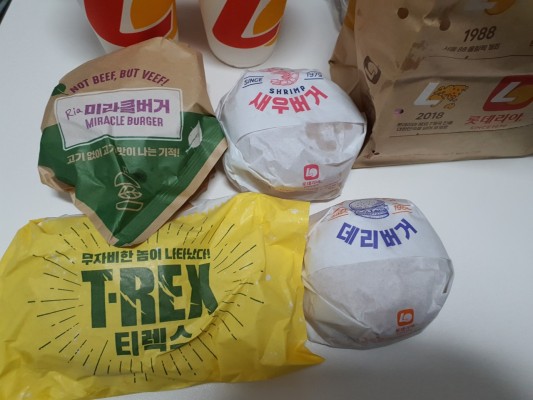 1988
NOT BEEF, BUT VEEF!
Ria 미라클버거
MIRACLE BURGER
고기 없이 고기 맛이 나는 기적!
SINCE 1979
SHRIMP
새우버거
2018
롯데리아
무자비한 놈이 나타났다!
T-REX
티렉스
데리버거